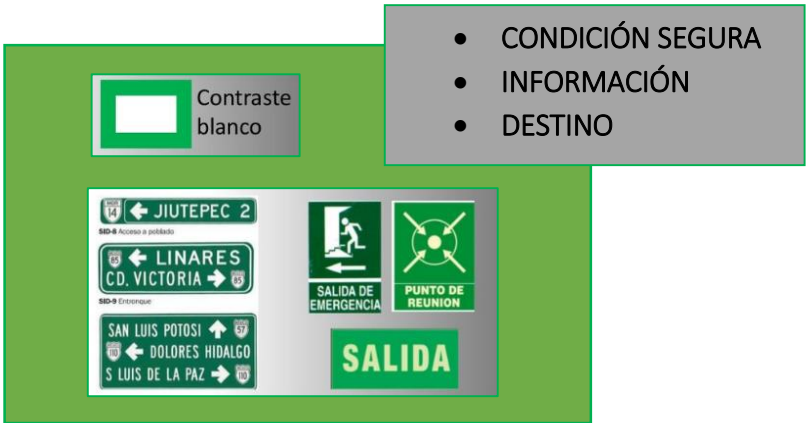 • CONDICIÓN SEGURA
• INFORMACIÓN
• DESTINO
Contraste
blanco
14 JIUTEPEC 2
SID-8 Acceso a poblado
85 LINARES
CD. VICTORIA 85
SID-9 Entronque
SAN LUIS POTOSI 57
110 DOLORES HIDALGO
S LUIS DE LA PAZ 110
SALIDA DE
EMERGENCIA
PUNTO DE
REUNION
SALIDA